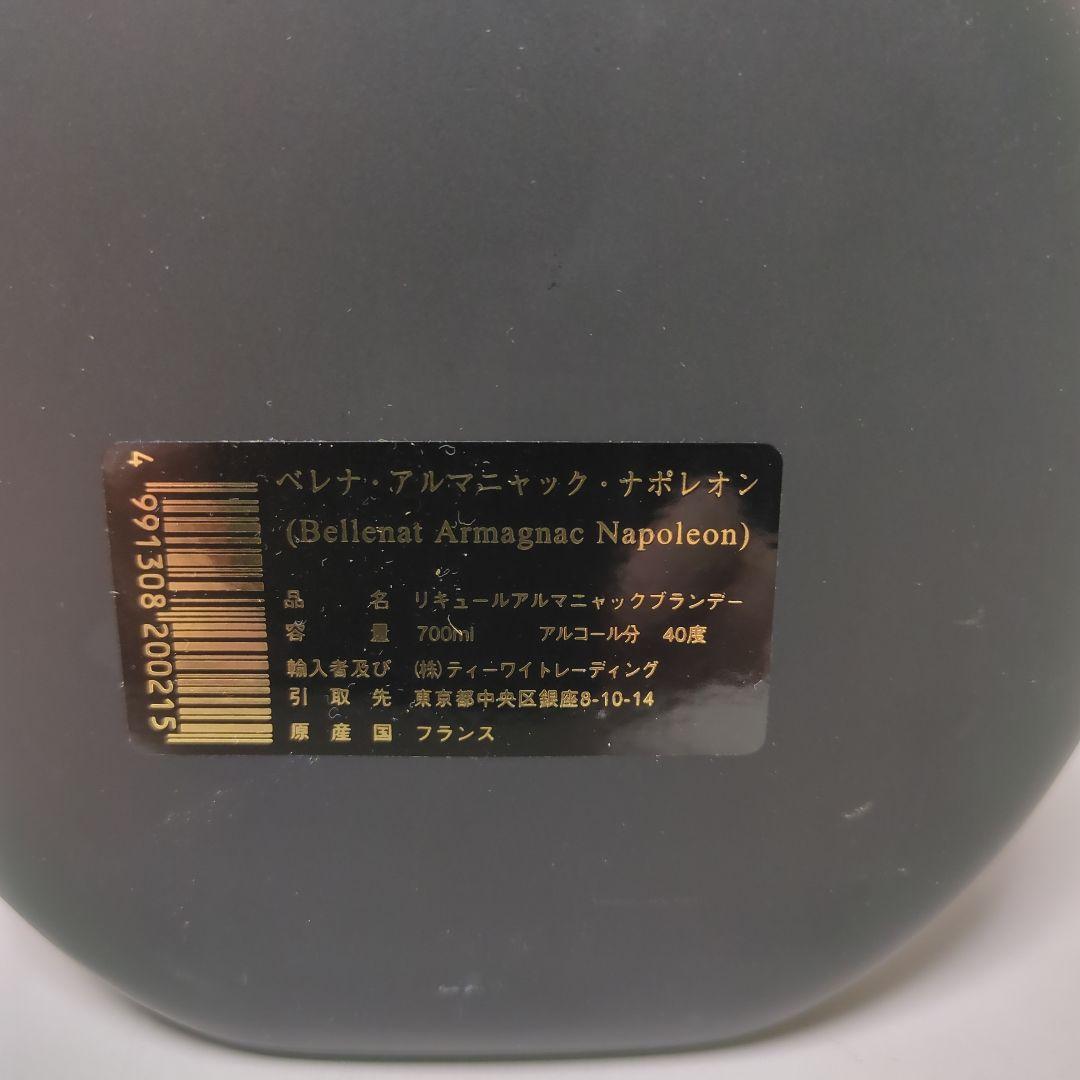 ベレナ・アルマニャック・ナポレオン
(Bellenat Armagnac Napoleon)
品名 リキュールアルマニャックブランデー
容量 700ml アルコール分 40度
輸入者及び (株)ティーワイトレーディング
引取先 東京都中央区銀座8-10-14
原産国 フランス
4 991308 200215